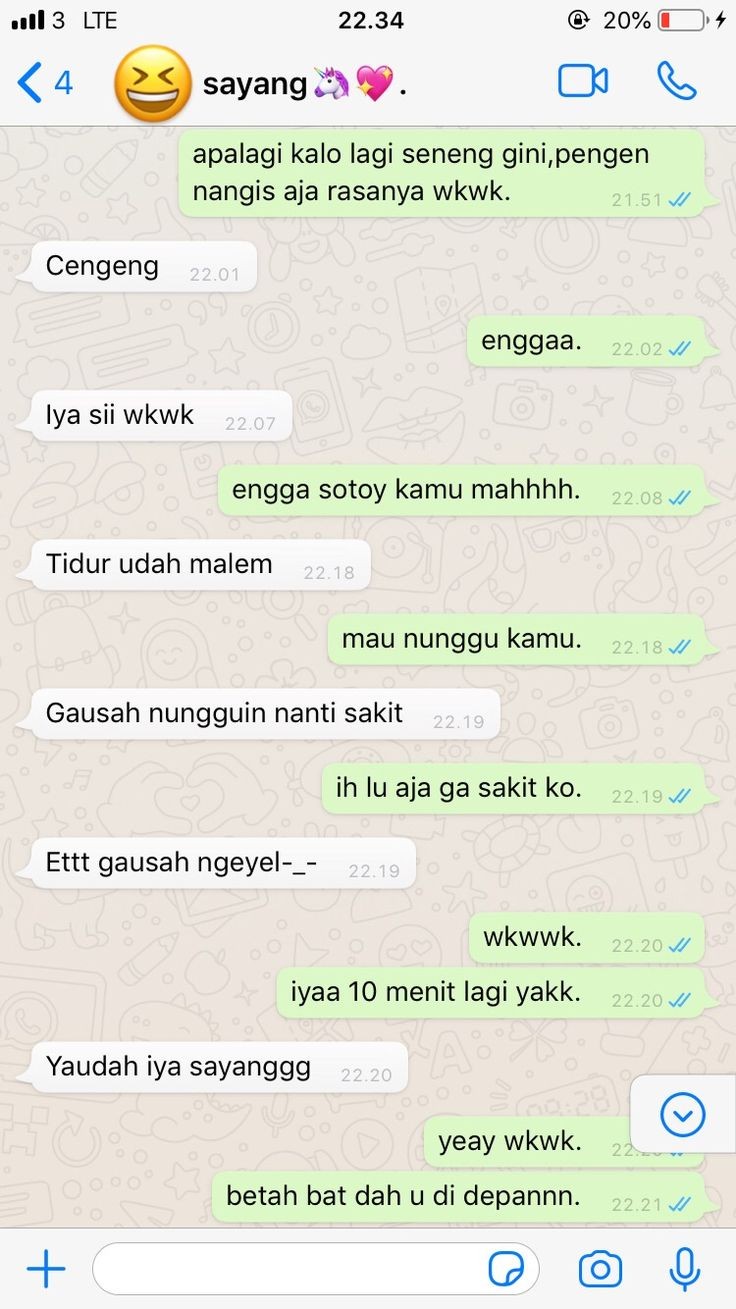 3 LTE 22.34 20%
4 sayang🦄💖.
apalagi kalo lagi seneng gini,pengen
nangis aja rasanya wkwk. 21.51
Cengeng 22.01
enggaa. 22.02
Iya sii wkwk 22.07
engga sotoy kamu mahhhh. 22.08
Tidur udah malem 22.18
mau nunggu kamu. 22.18
Gausah nungguin nanti sakit 22.19
ih lu aja ga sakit ko. 22.19
Ettt gausah ngeyel-_- 22.19
wkwwk. 22.20
iyaa 10 menit lagi yakk. 22.20
Yaudah iya sayanggg 22.20
yeay wkwk.
betah bat dah u di depannn. 22.21